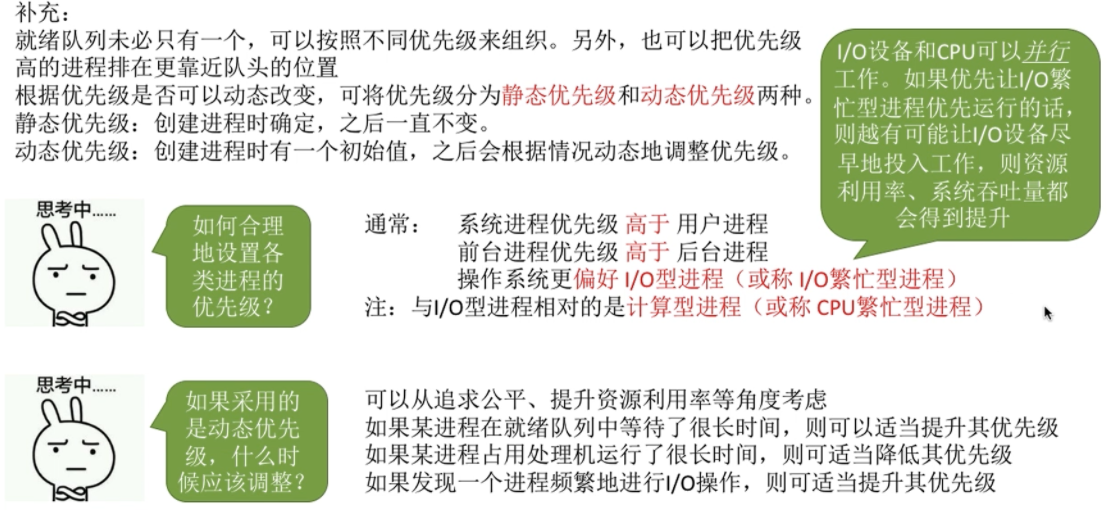 补充：
就绪队列未必只有一个，可以按照不同优先级来组织。另外，也可以把优先级
高的进程排在更靠近队头的位置
根据优先级是否可以动态改变，可将优先级分为静态优先级和动态优先级两种。
静态优先级：创建进程时确定，之后一直不变。
动态优先级：创建进程时有一个初始值，之后会根据情况动态地调整优先级。
I/O设备和CPU可以并行
工作。如果优先让I/O繁
忙型进程优先运行的话，
则越有可能让I/O设备尽
早地投入工作，则资源
利用率、系统吞吐量都
会得到提升
思考中......
如何合理
地设置各
类进程的
优先级？
通常： 系统进程优先级 高于 用户进程
前台进程优先级 高于 后台进程
操作系统更偏好 I/O型进程（或称 I/O繁忙型进程）
注：与I/O型进程相对的是计算型进程（或称 CPU繁忙型进程）
思考中......
如果采用的
是动态优先
级，什么时
候应该调整？
可以从追求公平、提升资源利用率等角度考虑
如果某进程在就绪队列中等待了很长时间，则可以适当提升其优先级
如果某进程占用处理机运行了很长时间，则可适当降低其优先级
如果发现一个进程频繁地进行I/O操作，则可适当提升其优先级